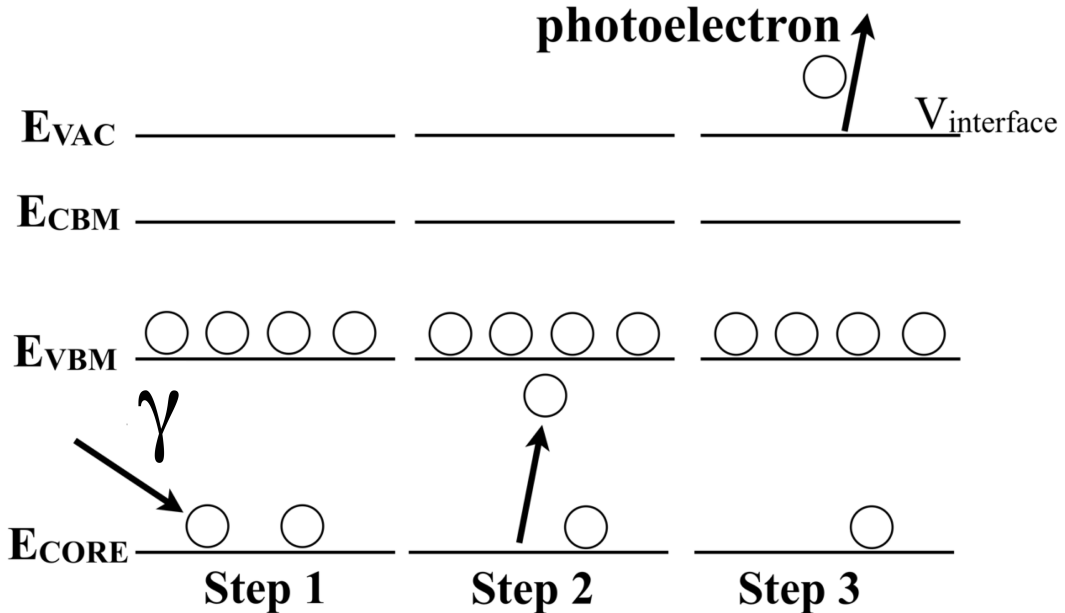 photoelectron
EVAC
Vinterface
ECBM
EVBM
γ
ECORE
Step 1
Step 2
Step 3